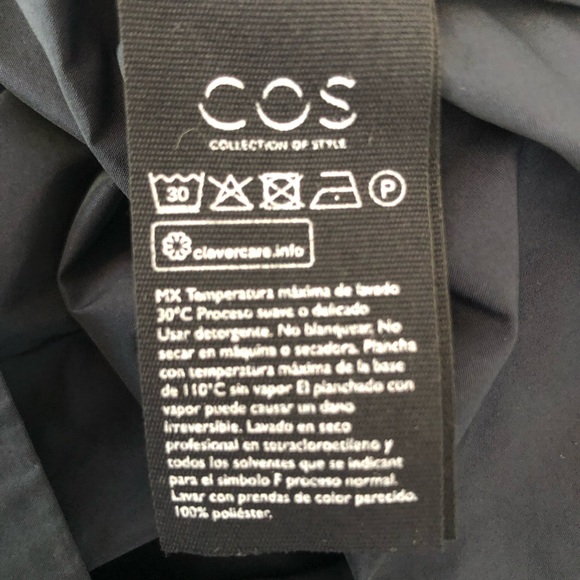 COS
COLLECTION OF STYLE
30 P
clevercare.info
MX Temperatura máxima de lavado
30°C Proceso suave o delicado
Usar detergente. No blanquear. No
secar en máquina o secadora. Plancha
con temperatura máxima de la base
de 110°C sin vapor El planchado con
vapor puede causar un dano
irreversible. Lavado en seco
profesional en tetracloroetileno y
todos los solventes que se indicant
para el símbolo F proceso normal.
Lavar con prendas de color parecido.
100% poliéster.